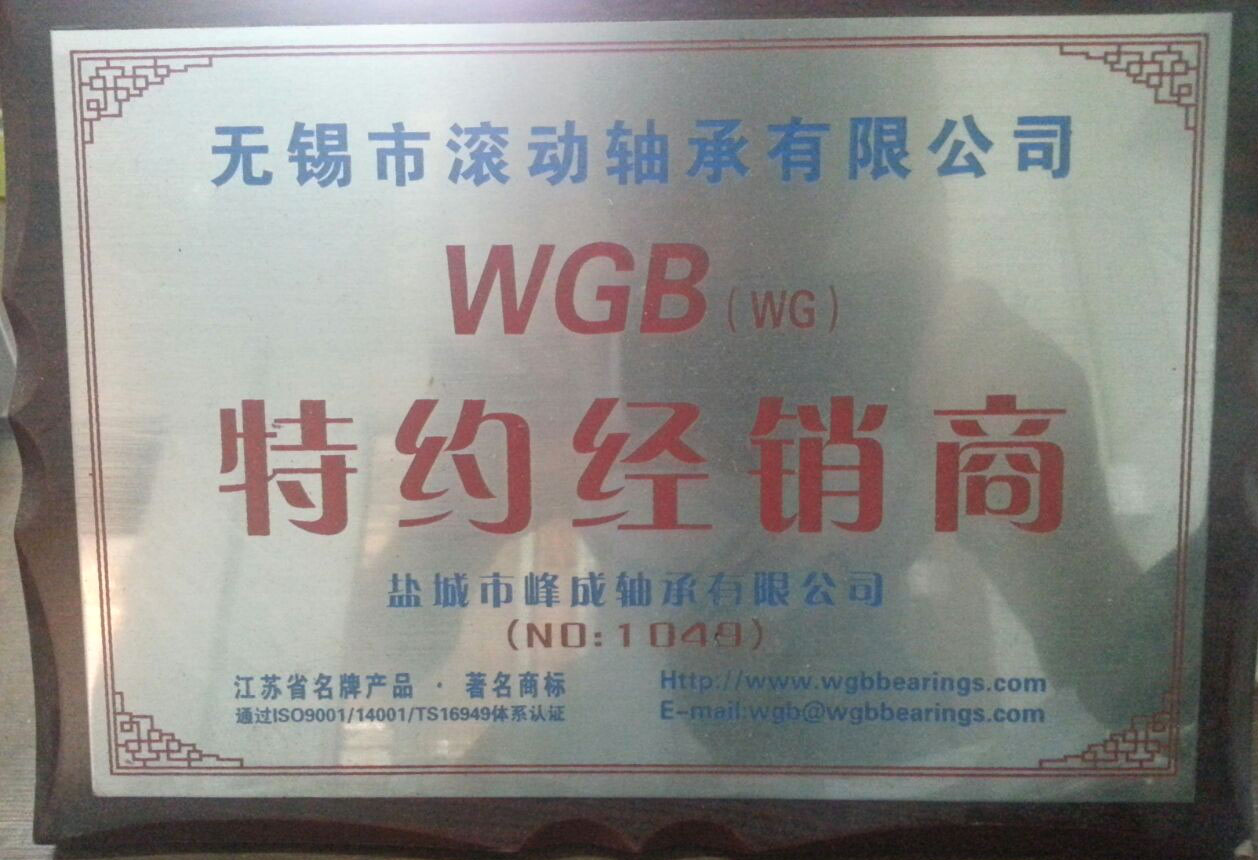 无锡市滚动轴承有限公司
WGB(WG)
特约经销商
盐城市峰成轴承有限公司
(NO:1049)
江苏省名牌产品 · 著名商标
通过ISO9001/14001/TS16949体系认证
Http://www.wgbbearings.com
E-mail:wgb@wgbbearings.com